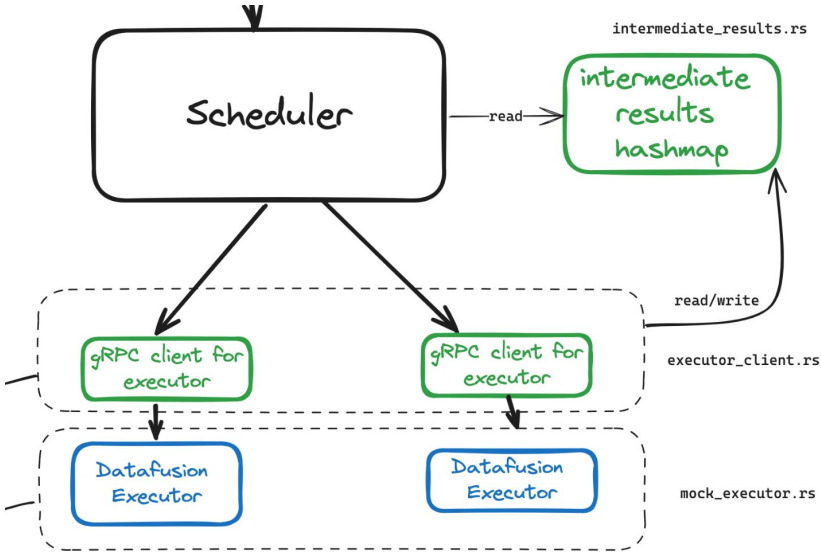 intermediate_results.rs
intermediate
results
hashmap
Scheduler
read
read/write
gRPC client for
executor
gRPC client for
executor
executor_client.rs
Datafusion
Executor
Datafusion
Executor
mock_executor.rs